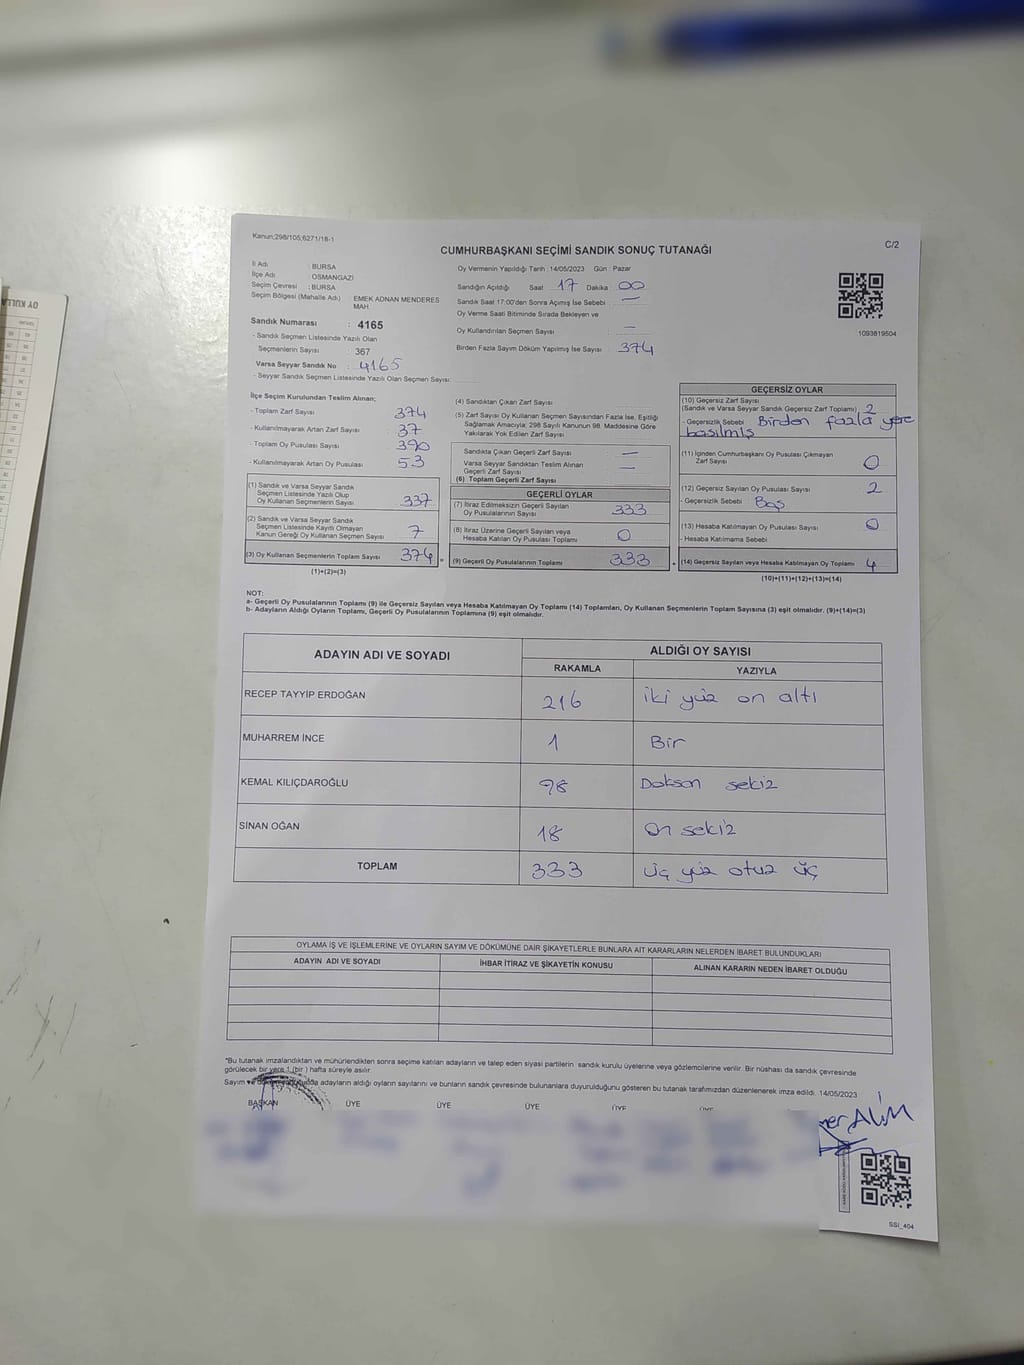 Kanun;298/105;6271/18-1
CUMHURBAŞKANI SEÇİMİ SANDIK SONUÇ TUTANAĞI
C/2
İl Adı : BURSA
İlçe Adı : OSMANGAZİ
Seçim Çevresi : BURSA
Seçim Bölgesi (Mahalle Adı) EMEK ADNAN MENDERES MAH
Sandık Numarası : 4165
- Sandık Seçmen Listesinde Yazılı Olan
Seçmenlerin Sayısı 367
Varsa Seyyar Sandık No : 4165
- Seyyar Sandık Seçmen Listesinde Yazılı Olan Seçmen Sayısı:
Oy Vermenin Yapıldığı Tarih :14/05/2023 Gün : Pazar
Sandığın Açıldığı Saat 17 Dakika 00
Sandık Saat 17:00'den Sonra Açımış İse Sebebi —
Oy Verme Saati Bitiminde Sırada Bekleyen ve
Oy Kullandırılan Seçmen Sayısı : —
Birden Fazla Sayım Döküm Yapılmış İse Sayısı : 374
1093819504
İlçe Seçim Kurulundan Teslim Alınan;
- Toplam Zarf Sayısı : 374
- Kullanılmayarak Artan Zarf Sayısı : 37
- Toplam Oy Pusulası Sayısı : 390
- Kullanılmayarak Artan Oy Pusulası : 53
(1) Sandık ve Varsa Seyyar Sandık
Seçmen Listesinde Yazılı Olup
Oy Kullanan Seçmenlerin Sayısı 337
(2) Sandık ve Varsa Seyyar Sandık
Seçmen Listesinde Kayıtlı Olmayan
Kanun Gereği Oy Kullanan Seçmen Sayısı 7
(3) Oy Kullanan Seçmenlerin Toplam Sayısı 374 =
(1)+(2)=(3)
(4) Sandıktan Çıkan Zarf Sayısı
(5) Zarf Sayısı Oy Kullanan Seçmen Sayısından Fazla İse, Eşitliği
Sağlamak Amacıyla; 298 Sayılı Kanunun 98. Maddesine Göre
Yakılarak Yok Edilen Zarf Sayısı
Sandıkta Çıkan Geçerli Zarf Sayısı —
Varsa Seyyar Sandıktan Teslim Alınan
Geçerli Zarf Sayısı —
(6) Toplam Geçerli Zarf Sayısı
GEÇERLİ OYLAR
(7) İtiraz Edilmeksizin Geçerli Sayılan
Oy Pusulalarının Sayısı 333
(8) İtiraz Üzerine Geçerli Sayılan veya
Hesaba Katılan Oy Pusulası Toplamı 0
(9) Geçerli Oy Pusulalarının Toplamı 333 +
GEÇERSİZ OYLAR
(10) Geçersiz Zarf Sayısı
(Sandık ve Varsa Seyyar Sandık Geçersiz Zarf Toplamı) 2
- Geçersizlik Sebebi Birden fazla yere
basılmış
(11) İçinden Cumhurbaşkanı Oy Pusulası Çıkmayan
Zarf Sayısı 0
(12) Geçersiz Sayılan Oy Pusulası Sayısı 2
- Geçersizlik Sebebi Boş
(13) Hesaba Katılmayan Oy Pusulası Sayısı 0
- Hesaba Katılmama Sebebi
(14) Geçersiz Sayılan veya Hesaba Katılmayan Oy Toplamı 4
(10)+(11)+(12)+(13)=(14)
NOT:
a- Geçerli Oy Pusulalarının Toplamı (9) ile Geçersiz Sayılan veya Hesaba Katılmayan Oy Toplamı (14) Toplamları, Oy Kullanan Seçmenlerin Toplam Sayısına (3) eşit olmalıdır. (9)+(14)=(3)
b- Adayların Aldığı Oyların Toplamı, Geçerli Oy Pusulalarının Toplamına (9) eşit olmalıdır.
ADAYIN ADI VE SOYADI ALDIĞI OY SAYISI
RAKAMLA YAZIYLA
RECEP TAYYİP ERDOĞAN 216 iki yüz on altı
MUHARREM İNCE 1 Bir
KEMAL KILIÇDAROĞLU 98 Doksan sekiz
SİNAN OĞAN 18 On sekiz
TOPLAM 333 üç yüz otuz üç
OYLAMA İŞ VE İŞLEMLERİNE VE OYLARIN SAYIM VE DÖKÜMÜNE DAİR ŞİKAYETLERLE BUNLARA AİT KARARLARIN NELERDEN İBARET BULUNDUKLARI
ADAYIN ADI VE SOYADI İHBAR İTİRAZ VE ŞİKAYETİN KONUSU ALINAN KARARIN NEDEN İBARET OLDUĞU
*Bu tutanak imzalandıktan ve mühürlendikten sonra seçime katılan adayların ve talep eden siyasi partilerin sandık kurulu üyelerine veya gözlemcilerine verilir. Bir nüshası da sandık çevresinde
görülecek bir yere 1 (bir ) hafta süreyle asılır.
Sayım ve adayların aldığı oyların sayılarını ve bunların sandık çevresinde bulunanlara duyurulduğunu gösteren bu tutanak tarafımızdan düzenlenerek imza edildi. 14/05/2023
BAŞKAN ÜYE ÜYE ÜYE ÜYE ÜYE
SSİ_404
OY KULLA